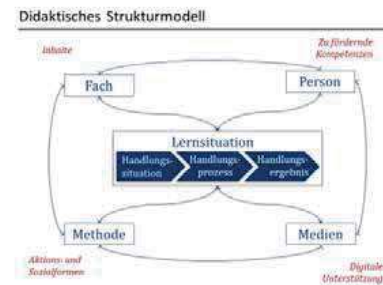 Didaktisches Strukturmodell
Inhalte
Zu fördernde
Kompetenzen
Fach
Person
Lernsituation
Handlungs-
situation
Handlungs-
prozess
Handlungs-
ergebnis
Methode
Medien
Aktions- und
Sozialformen
Digitale
Unterstützung